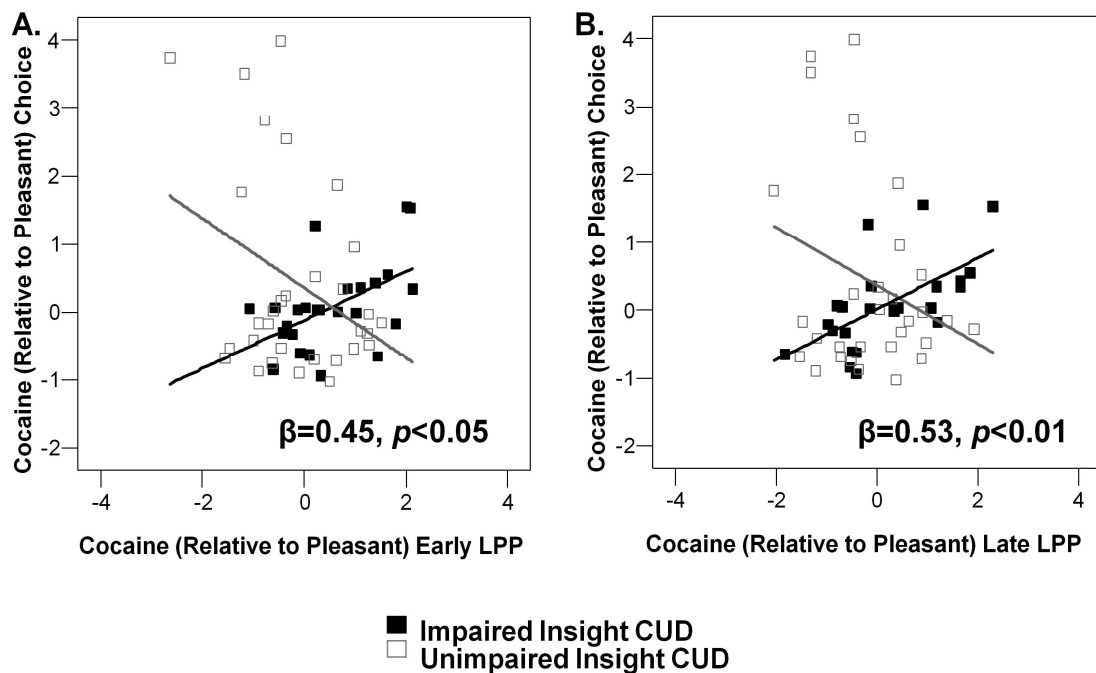 A.
Cocaine (Relative to Pleasant) Choice
4
3
2
1
0
-1
-2
-4
-2
0
2
4
β=0.45, p<0.05
Cocaine (Relative to Pleasant) Early LPP
B.
Cocaine (Relative to Pleasant) Choice
4
3
2
1
0
-1
-2
-4
-2
0
2
4
β=0.53, p<0.01
Cocaine (Relative to Pleasant) Late LPP
Impaired Insight CUD
Unimpaired Insight CUD